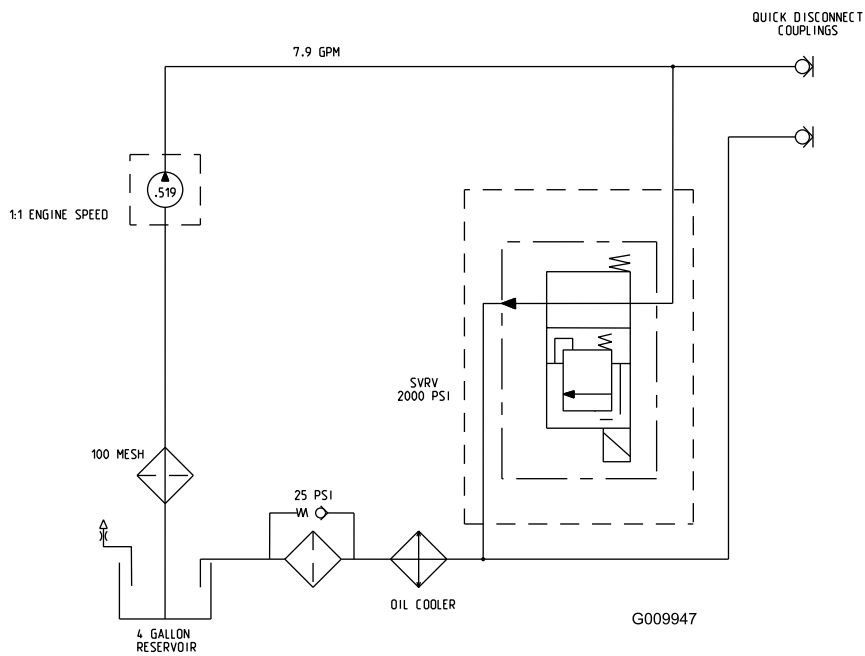 QUICK DISCONNECT
COUPLINGS
7.9 GPM
.519
1:1 ENGINE SPEED
SVRV
2000 PSI
100 MESH
25 PSI
OIL COOLER
G009947
4 GALLON
RESERVOIR